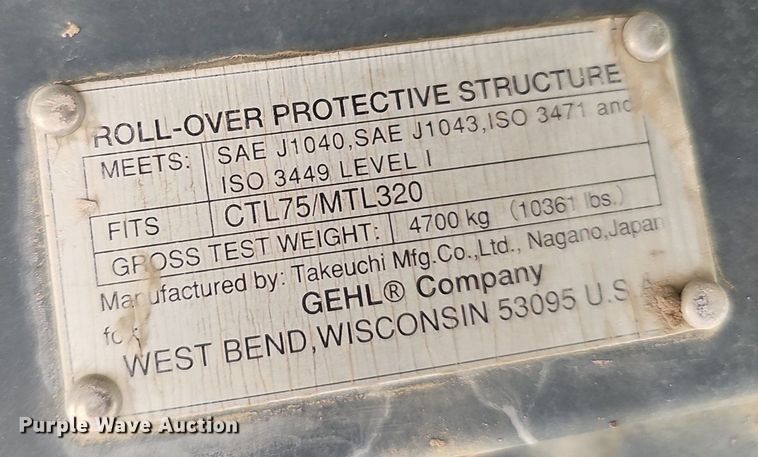 ROLL-OVER PROTECTIVE STRUCTURE
MEETS: SAE J1040,SAE J1043,ISO 3471 and
ISO 3449 LEVEL I
FITS CTL75/MTL320
GROSS TEST WEIGHT: 4700 kg (10361 lbs.)
Manufactured by: Takeuchi Mfg.Co.,Ltd., Nagano,Japan
GEHL® Company
WEST BEND,WISCONSIN 53095 U.S.
Purple Wave Auction